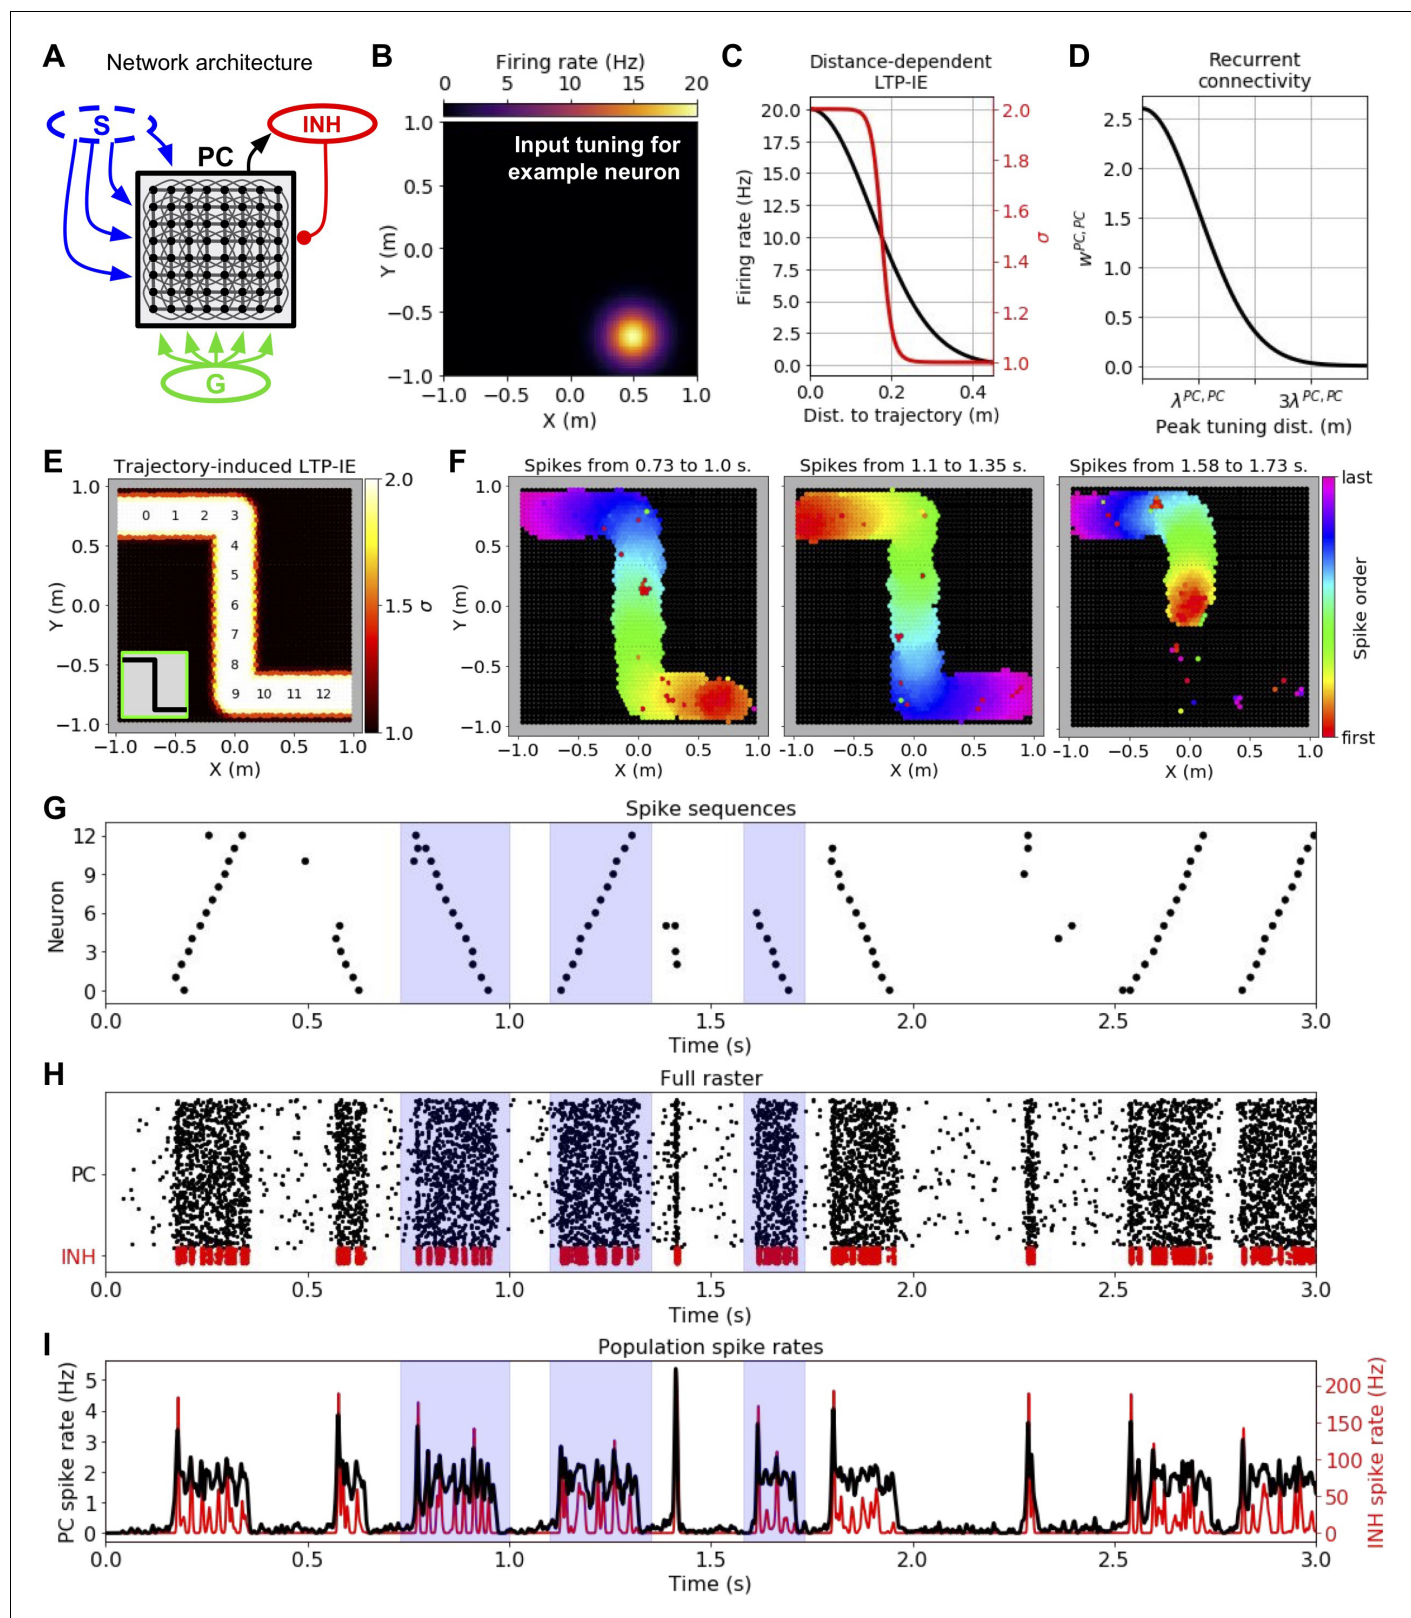 A
Network architecture
S
INH
PC
G
B
Firing rate (Hz)
0 5 10 15 20
Input tuning for
example neuron
1.0
0.5
0.0
−0.5
−1.0
Y (m)
−1.0 −0.5 0.0 0.5 1.0
X (m)
C
Distance-dependent
LTP-IE
20.0
17.5
15.0
12.5
10.0
7.5
5.0
2.5
0.0
Firing rate (Hz)
2.0
1.8
1.6
1.4
1.2
1.0
σ
0.0 0.2 0.4
Dist. to trajectory (m)
D
Recurrent
connectivity
2.5
2.0
1.5
1.0
0.5
0.0
w^PC,PC
λ^PC,PC 3λ^PC,PC
Peak tuning dist. (m)
E
Trajectory-induced LTP-IE
1.0
0.5
0.0
−0.5
−1.0
Y (m)
0 1 2 3
4
5
6
7
8
9 10 11 12
−1.0 −0.5 0.0 0.5 1.0
X (m)
2.0
1.5
1.0
σ
F
Spikes from 0.73 to 1.0 s.
Spikes from 1.1 to 1.35 s.
Spikes from 1.58 to 1.73 s.
1.0
0.5
0.0
−0.5
−1.0
Y (m)
−1.0 −0.5 0.0 0.5 1.0
X (m)
−1.0 −0.5 0.0 0.5 1.0
X (m)
−1.0 −0.5 0.0 0.5 1.0
X (m)
last
Spike order
first
G
Spike sequences
12
9
6
3
0
Neuron
0.0 0.5 1.0 1.5 2.0 2.5 3.0
Time (s)
H
Full raster
PC
INH
0.0 0.5 1.0 1.5 2.0 2.5 3.0
Time (s)
I
Population spike rates
5
4
3
2
1
0
PC spike rate (Hz)
200
150
100
50
0
INH spike rate (Hz)
0.0 0.5 1.0 1.5 2.0 2.5 3.0
Time (s)